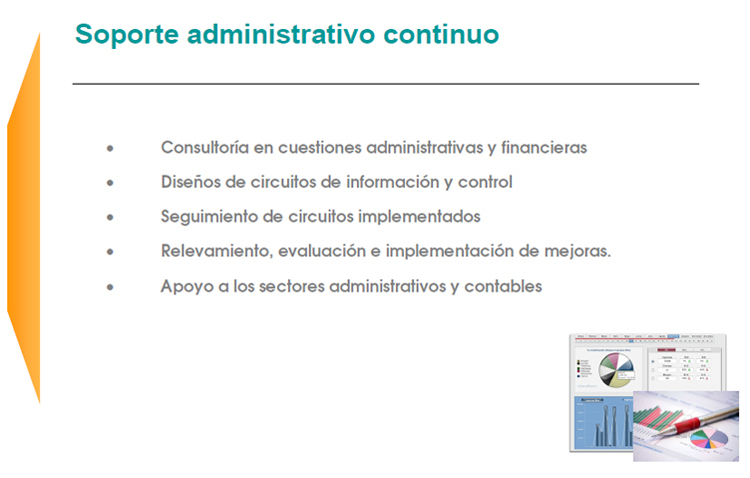 Soporte administrativo continuo
• Consultoría en cuestiones administrativas y financieras
• Diseños de circuitos de información y control
• Seguimiento de circuitos implementados
• Relevamiento, evaluación e implementación de mejoras.
• Apoyo a los sectores administrativos y contables